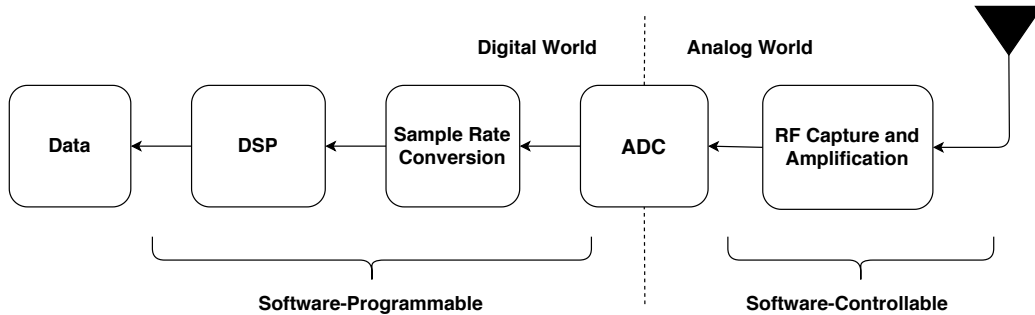 Digital World
Analog World
Data
DSP
Sample Rate
Conversion
ADC
RF Capture and
Amplification
Software-Programmable
Software-Controllable